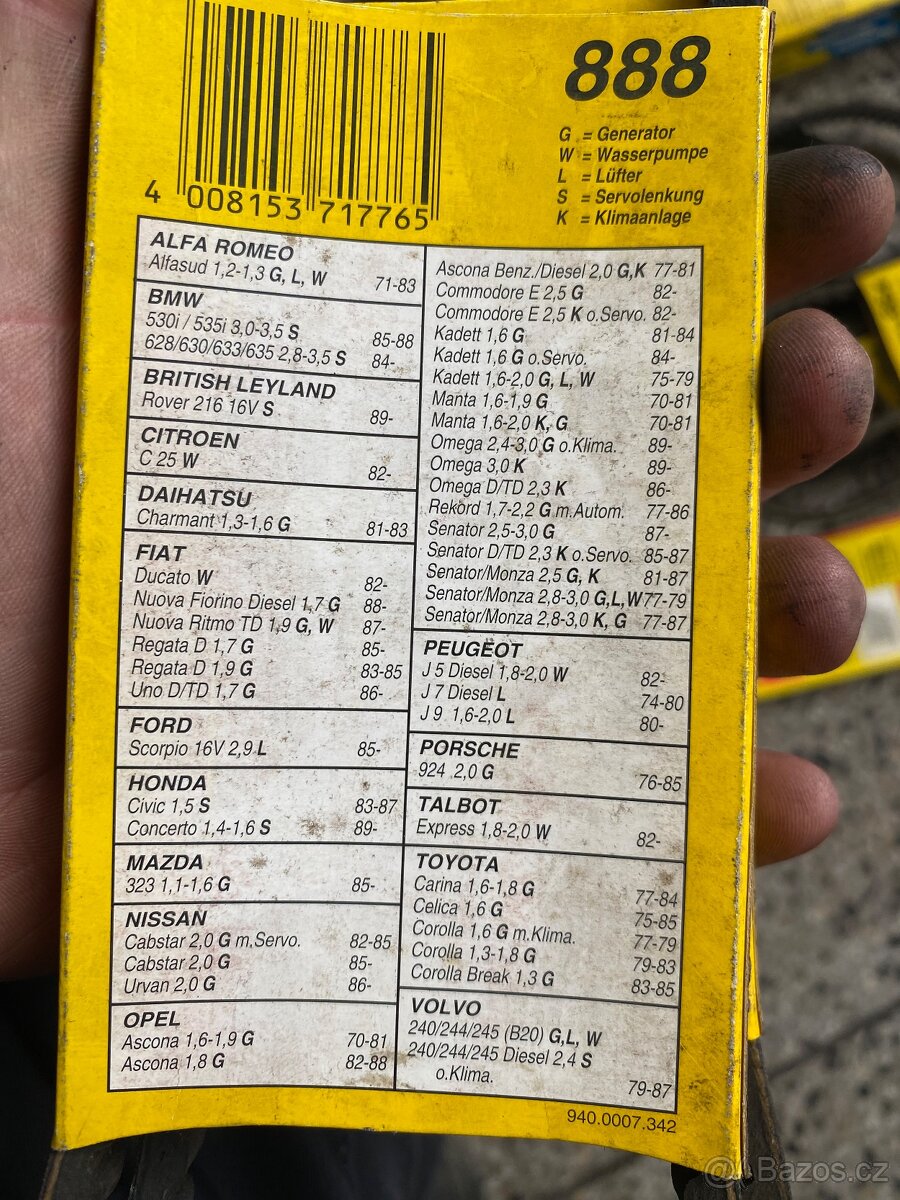 888
G = Generator
W = Wasserpumpe
L = Lüfter
S = Servolenkung
K = Klimaanlage
4 008153 717765
ALFA ROMEO
Alfasud 1,2-1,3 G, L, W 71-83
BMW
530i / 535i 3,0-3,5 S 85-88
628/630/633/635 2,8-3,5 S 84-
BRITISH LEYLAND
Rover 216 16V S 89-
CITROEN
C 25 W 82-
DAIHATSU
Charmant 1,3-1,6 G 81-83
FIAT
Ducato W 82-
Nuova Fiorino Diesel 1,7 G 88-
Nuova Ritmo TD 1,9 G, W 87-
Regata D 1,7 G 85-
Regata D 1,9 G 83-85
Uno D/TD 1,7 G 86-
FORD
Scorpio 16V 2,9 L 85-
HONDA
Civic 1,5 S 83-87
Concerto 1,4-1,6 S 89-
MAZDA
323 1,1-1,6 G 85-
NISSAN
Cabstar 2,0 G m.Servo. 82-85
Cabstar 2,0 G 85-
Urvan 2,0 G 86-
OPEL
Ascona 1,6-1,9 G 70-81
Ascona 1,8 G 82-88
Ascona Benz./Diesel 2,0 G,K 77-81
Commodore E 2,5 G 82-
Commodore E 2,5 K o.Servo. 82-
Kadett 1,6 G 81-84
Kadett 1,6 G o.Servo. 84-
Kadett 1,6-2,0 G, L, W 75-79
Manta 1,6-1,9 G 70-81
Manta 1,6-2,0 K, G 70-81
Omega 2,4-3,0 G o.Klima. 89-
Omega 3,0 K 89-
Omega D/TD 2,3 K 86-
Rekord 1,7-2,2 G m.Autom. 77-86
Senator 2,5-3,0 G 87-
Senator D/TD 2,3 K o.Servo. 85-87
Senator/Monza 2,5 G, K 81-87
Senator/Monza 2,8-3,0 G,L,W 77-79
Senator/Monza 2,8-3,0 K, G 77-87
PEUGEOT
J 5 Diesel 1,8-2,0 W 82-
J 7 Diesel L 74-80
J 9 1,6-2,0 L 80-
PORSCHE
924 2,0 G 76-85
TALBOT
Express 1,8-2,0 W 82-
TOYOTA
Carina 1,6-1,8 G 77-84
Celica 1,6 G 75-85
Corolla 1,6 G m.Klima. 77-79
Corolla 1,3-1,8 G 79-83
Corolla Break 1,3 G 83-85
VOLVO
240/244/245 (B20) G,L, W
240/244/245 Diesel 2,4 S
o.Klima. 79-87
940.0007.342
@ Bazos.cz